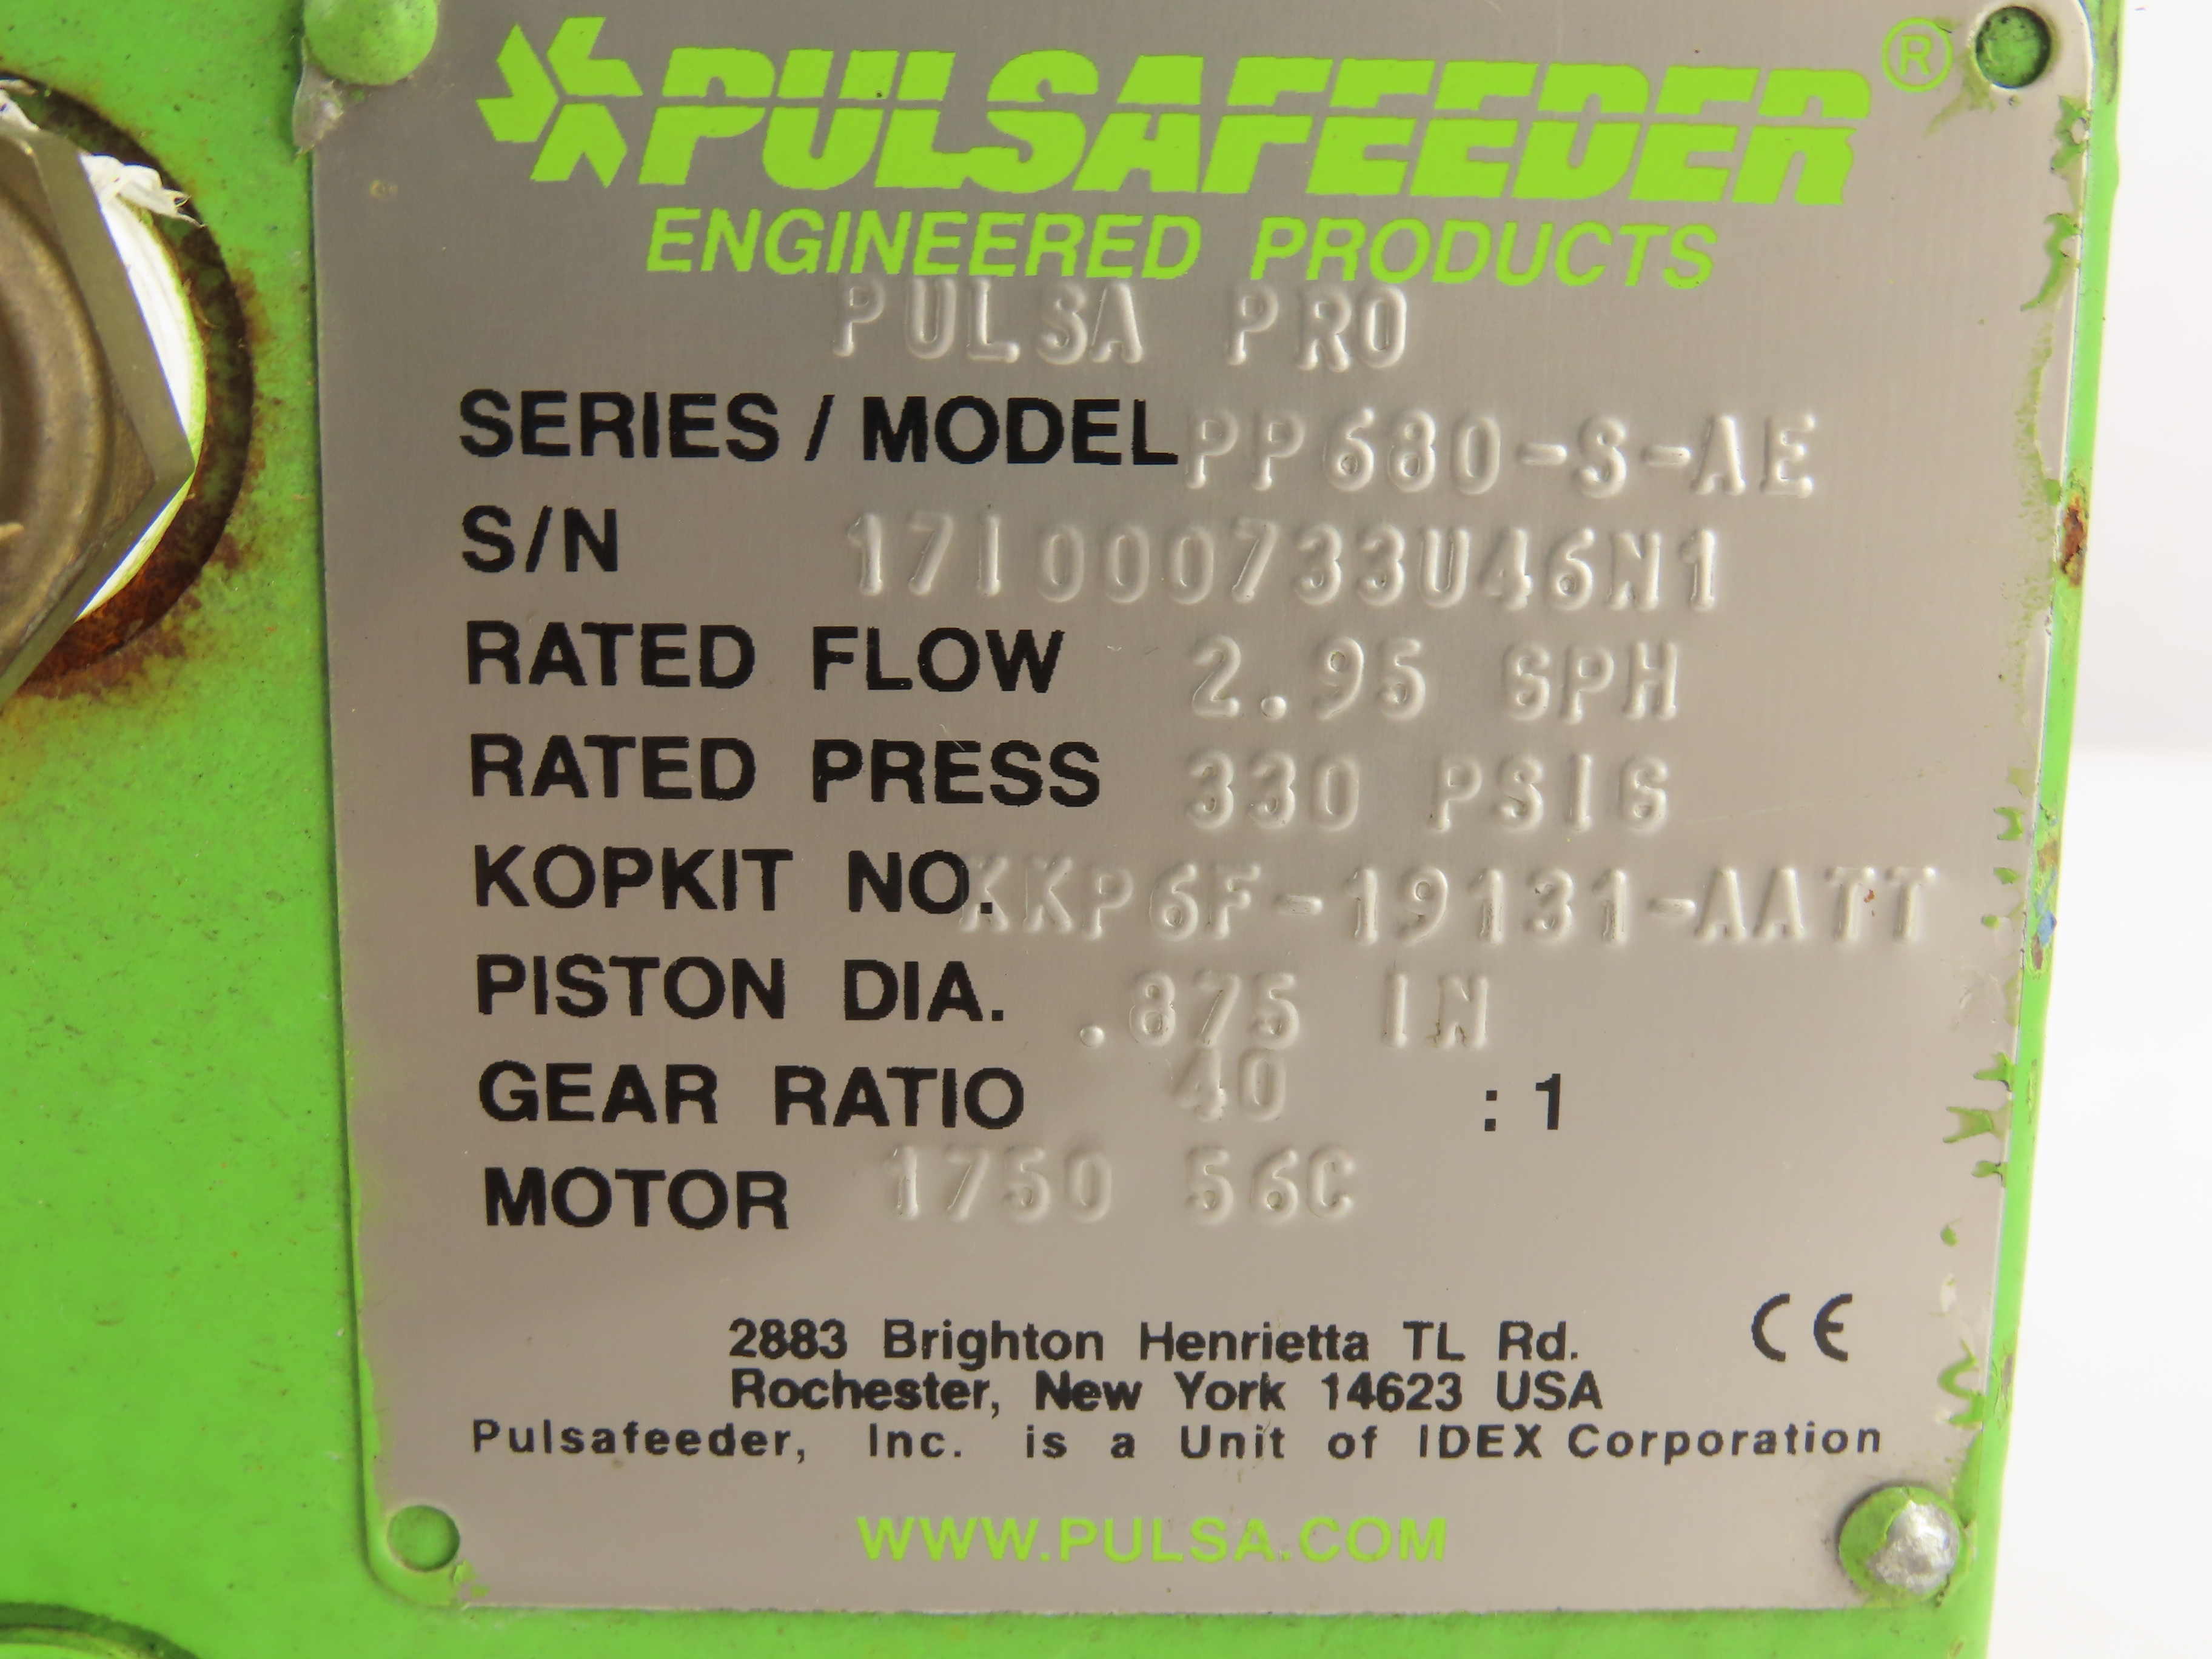 PULSAFEEDER®
ENGINEERED PRODUCTS
PULSA PRO
SERIES / MODEL PP680-S-AE
S/N 17I000733U46N1
RATED FLOW 2.95 GPH
RATED PRESS 330 PSIG
KOPKIT NO. KKP6F-19131-AATT
PISTON DIA. .875 IN
GEAR RATIO 40 :1
MOTOR 1750 56C
2883 Brighton Henrietta TL Rd. CE
Rochester, New York 14623 USA
Pulsafeeder, Inc. is a Unit of IDEX Corporation
WWW.PULSA.COM